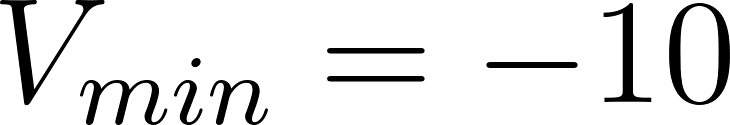 V_{min} = -10